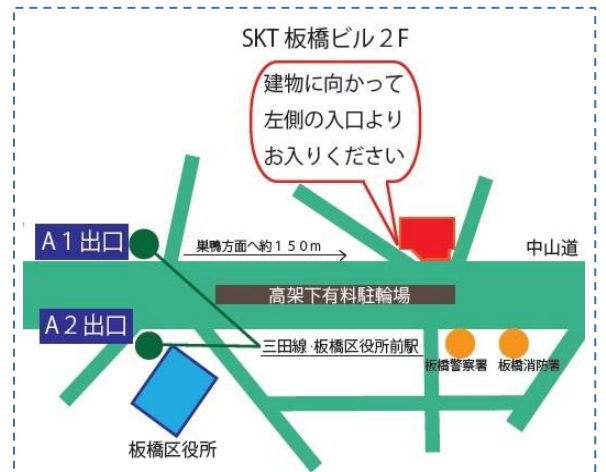 SKT 板橋ビル２F
建物に向かって
左側の入口より
お入りください
A１出口
巣鴨方面へ約１５０ｍ
中山道
高架下有料駐輪場
A２出口
三田線·板橋区役所前駅
板橋警察署
板橋消防署
板橋区役所